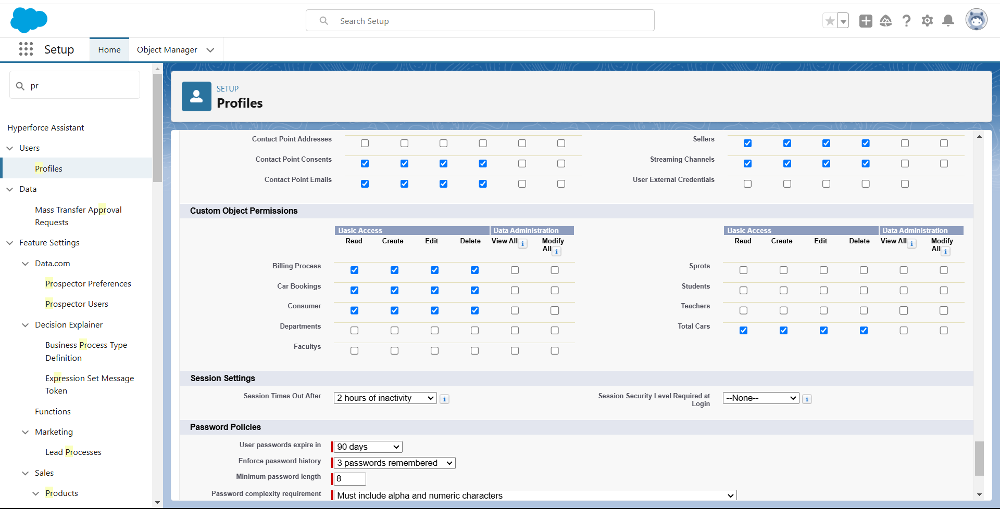 Search Setup
Setup
Home
Object Manager
pr
Hyperforce Assistant
Users
Profiles
Data
Mass Transfer Approval
Requests
Feature Settings
Data.com
Prospector Preferences
Prospector Users
Decision Explainer
Business Process Type
Definition
Expression Set Message
Token
Functions
Marketing
Lead Processes
Sales
Products
SETUP
Profiles
Contact Point Addresses
Sellers
Contact Point Consents
Streaming Channels
Contact Point Emails
User External Credentials
Custom Object Permissions
Basic Access Data Administration
Read Create Edit Delete View All i Modify
All i
Basic Access Data Administration
Read Create Edit Delete View All i Modify
All i
Billing Process
Sprots
Car Bookings
Students
Consumer
Teachers
Departments
Total Cars
Facultys
Session Settings
Session Times Out After 2 hours of inactivity i
Session Security Level Required at
Login
--None-- i
Password Policies
User passwords expire in 90 days
Enforce password history 3 passwords remembered
Minimum password length 8
Password complexity requirement Must include alpha and numeric characters